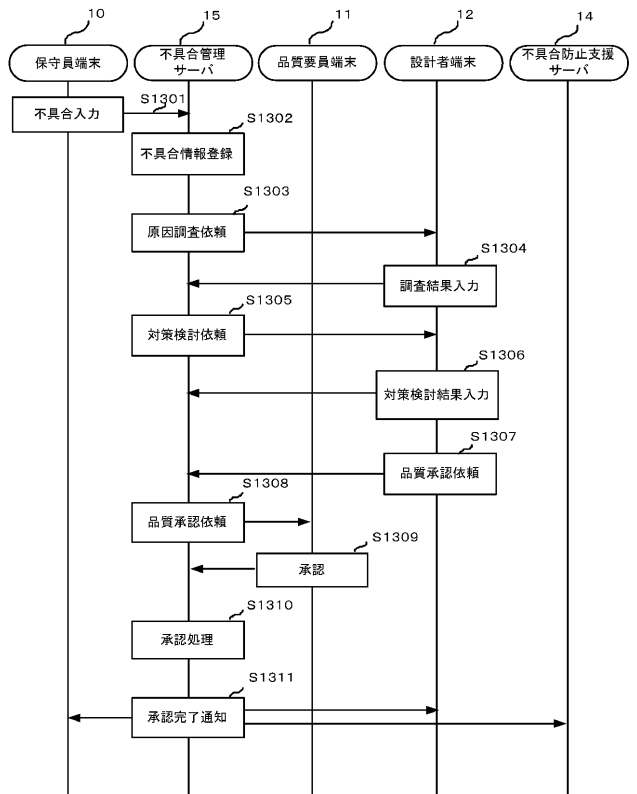 10
15
11
12
14
保守員端末
不具合管理
サーバ
品質要員端末
設計者端末
不具合防止支援
サーバ
S1301
不具合入力
S1302
不具合情報登録
S1303
原因調査依頼
S1304
調査結果入力
S1305
対策検討依頼
S1306
対策検討結果入力
S1307
品質承認依頼
S1308
品質承認依頼
S1309
承認
S1310
承認処理
S1311
承認完了通知